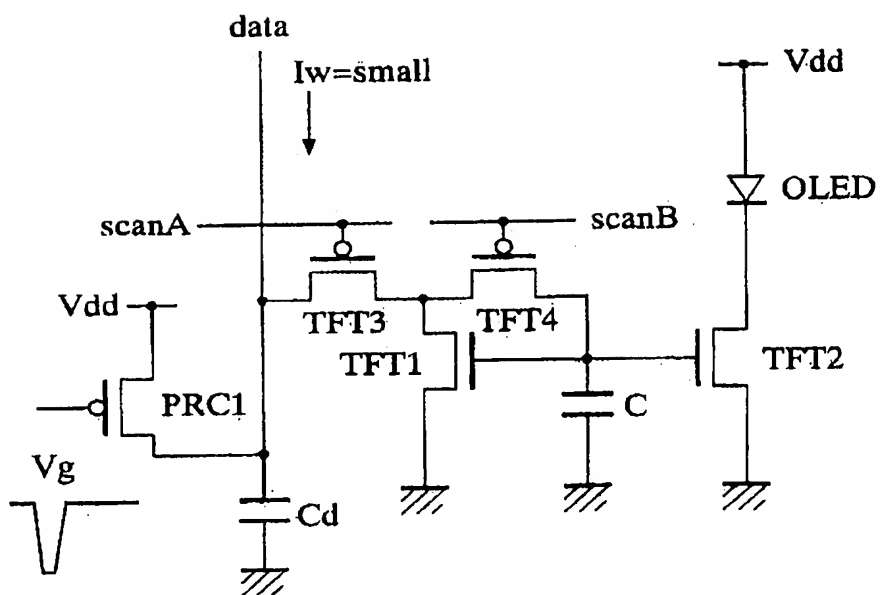 data
Iw=small
Vdd
OLED
scanA
scanB
Vdd
TFT3
TFT4
TFT1
TFT2
PRC1
C
Vg
Cd